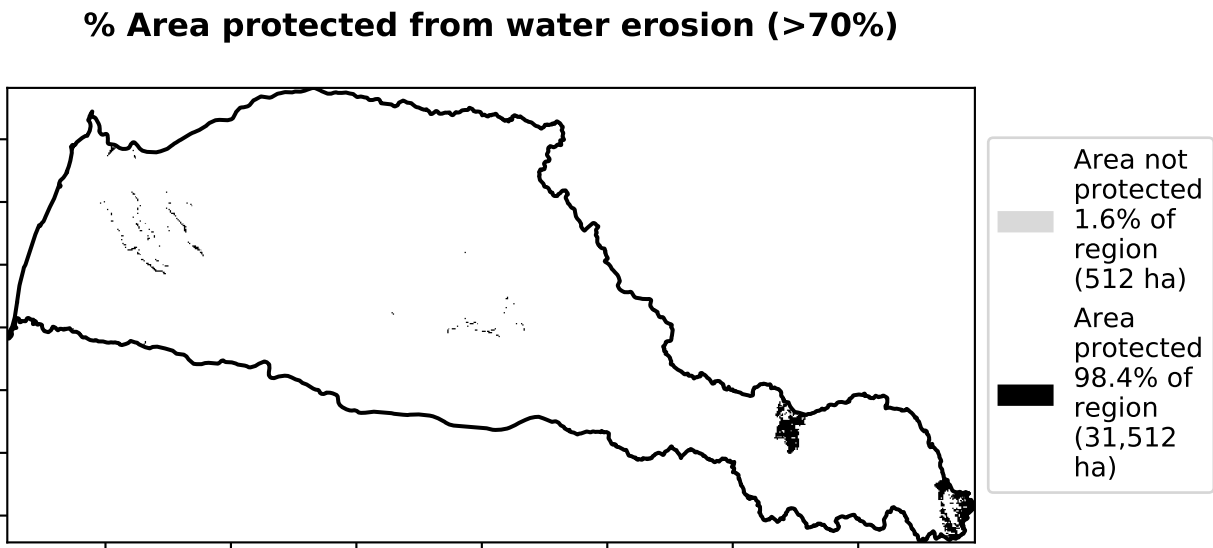 % Area protected from water erosion (>70%)
Area not
protected
1.6% of
region
(512 ha)
Area
protected
98.4% of
region
(31,512
ha)